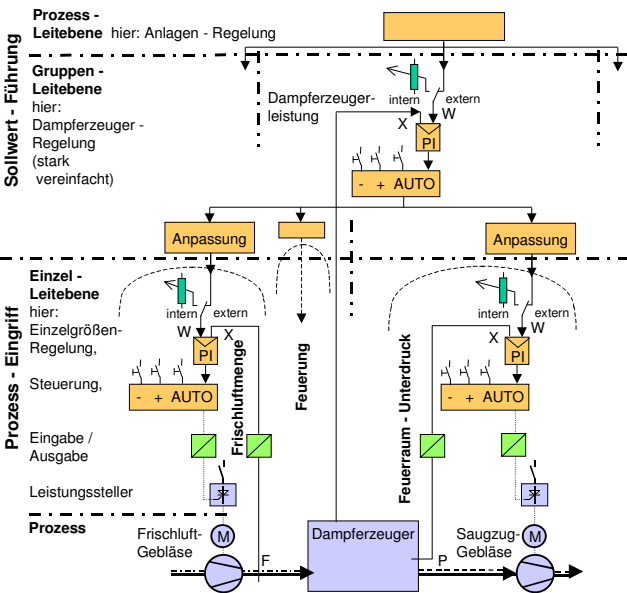 Sollwert - Führung
Prozess - Eingriff
Prozess -
Leitebene hier: Anlagen - Regelung
Gruppen -
Leitebene
hier:
Dampferzeuger -
Regelung
(stark
vereinfacht)
Dampferzeuger-
leistung
intern
extern
W
X
PI
- + AUTO
Anpassung
Anpassung
Einzel -
Leitebene
hier:
Einzelgrößen-
Regelung,
Steuerung,
Eingabe /
Ausgabe
Leistungssteller
intern
extern
W
X
PI
- + AUTO
Frischluftmenge
Feuerung
Feuerraum - Unterdruck
intern
extern
W
X
PI
- + AUTO
Prozess
Frischluft-
Gebläse
M
F
Dampferzeuger
P
Saugzug-
Gebläse
M